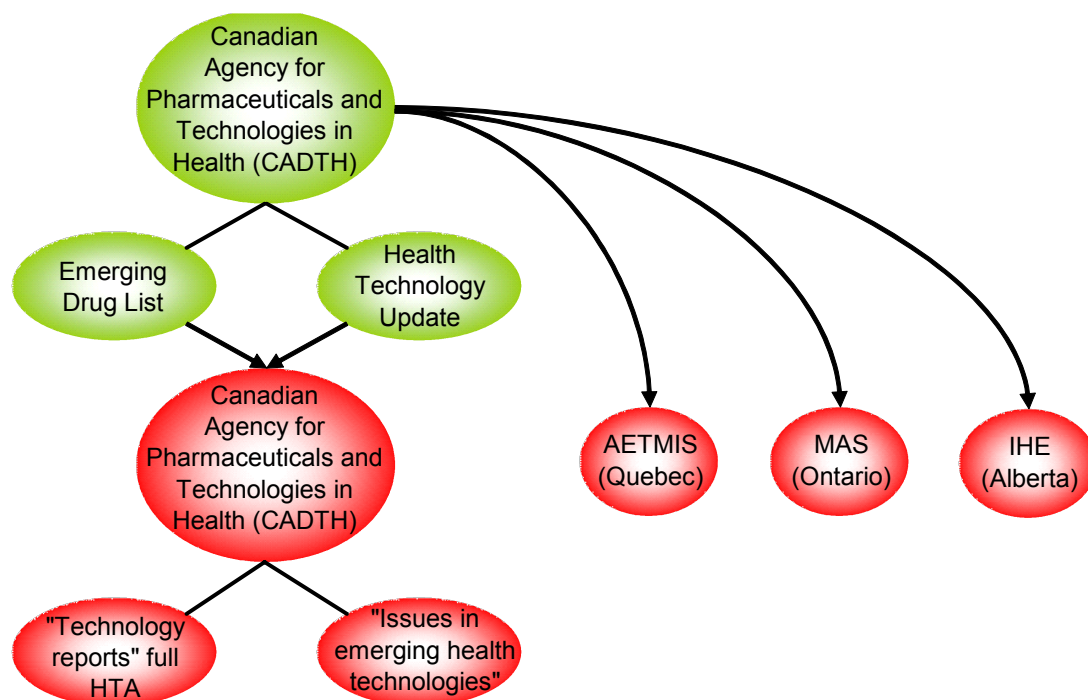 Canadian
Agency for
Pharmaceuticals and
Technologies in
Health (CADTH)
Emerging
Drug List
Health
Technology
Update
Canadian
Agency for
Pharmaceuticals and
Technologies in
Health (CADTH)
AETMIS
(Quebec)
MAS
(Ontario)
IHE
(Alberta)
"Technology
reports" full
HTA
"Issues in
emerging health
technologies"